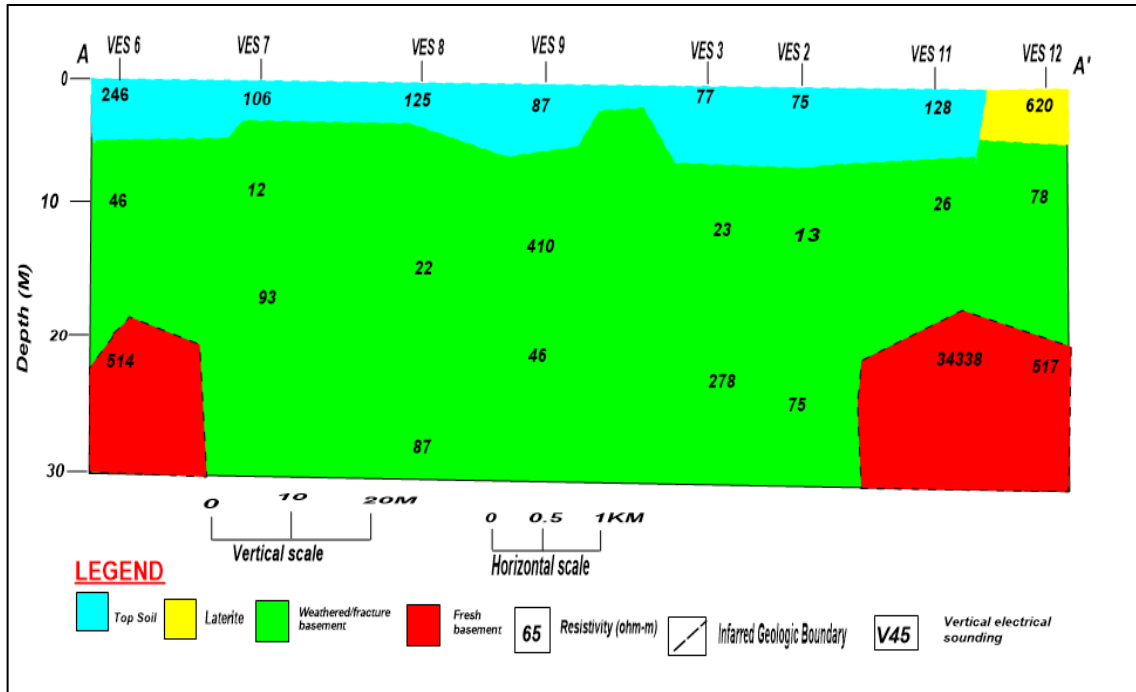 A VES 6 VES 7 VES 8 VES 9 VES 3 VES 2 VES 11 VES 12 A'
0
246 106 125 87 77 75 128 620
10
46 12 410 23 13 26 78
22
93
Depth (M)
20
514 46 278 75 34338 517
87
30
0 10 20M
Vertical scale
0 0.5 1KM
Horizontal scale
LEGEND
Top Soil
Laterite
Weathered/fracture
basement
Fresh
basement
65 Resistivity (ohm-m)
Infarred Geologic Boundary
V45 Vertical electrical
sounding